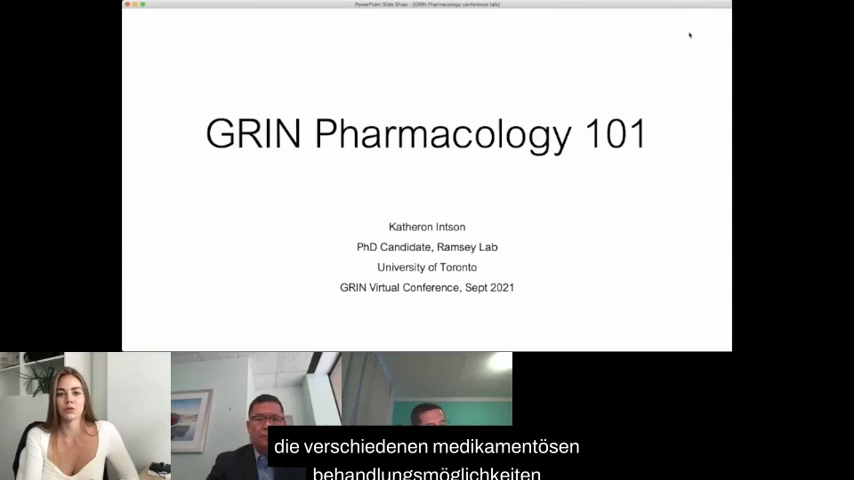 PowerPoint Slide Show - [GRIN Pharmacology conference talk]
GRIN Pharmacology 101
Katheron Intson
PhD Candidate, Ramsey Lab
University of Toronto
GRIN Virtual Conference, Sept 2021
die verschiedenen medikamentösen
behandlungsmöglichkeiten